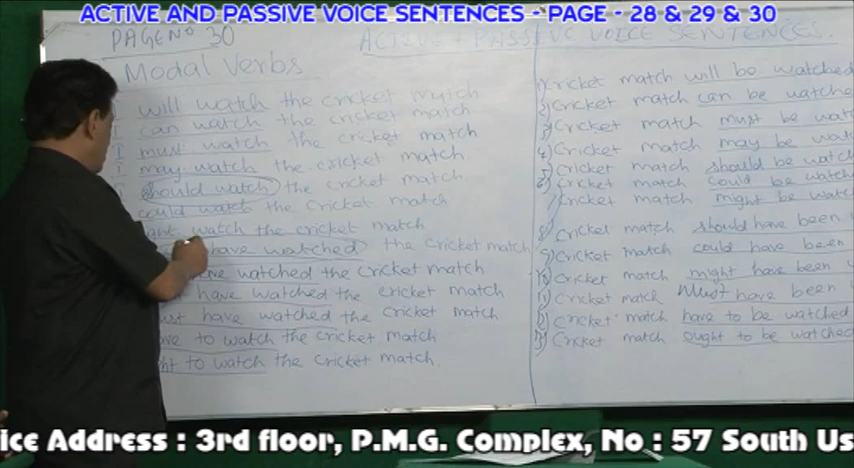 ACTIVE AND PASSIVE VOICE SENTENCES - PAGE - 28 & 29 & 30
PAGE No 30
ACTIVE - PASSIVE VOICE SENTENCES.
Modal Verbs
will watch the cricket match
I can watch the cricket match
I must watch the cricket match
I may watch the cricket match
I should watch the cricket match
could watch the cricket match
watch the cricket match
have watched the cricket match
watched the cricket match
have watched the cricket match
have watched the cricket match
to watch the cricket match
to watch the cricket match.
1) Cricket match will be watched
2) Cricket match can be watche
3) Cricket match must be wat
4) Cricket match may be wat
5) Cricket match should be watch
6) Cricket match could be watch
Cricket match might be watch
8) Cricket match should have been
9) Cricket match could have been
10) Cricket match might have been
11) Cricket match Must have been
12) Cricket match have to be watched
13) Cricket match ought to be watched
ice Address : 3rd floor, P.M.G. Complex, No : 57 South Us